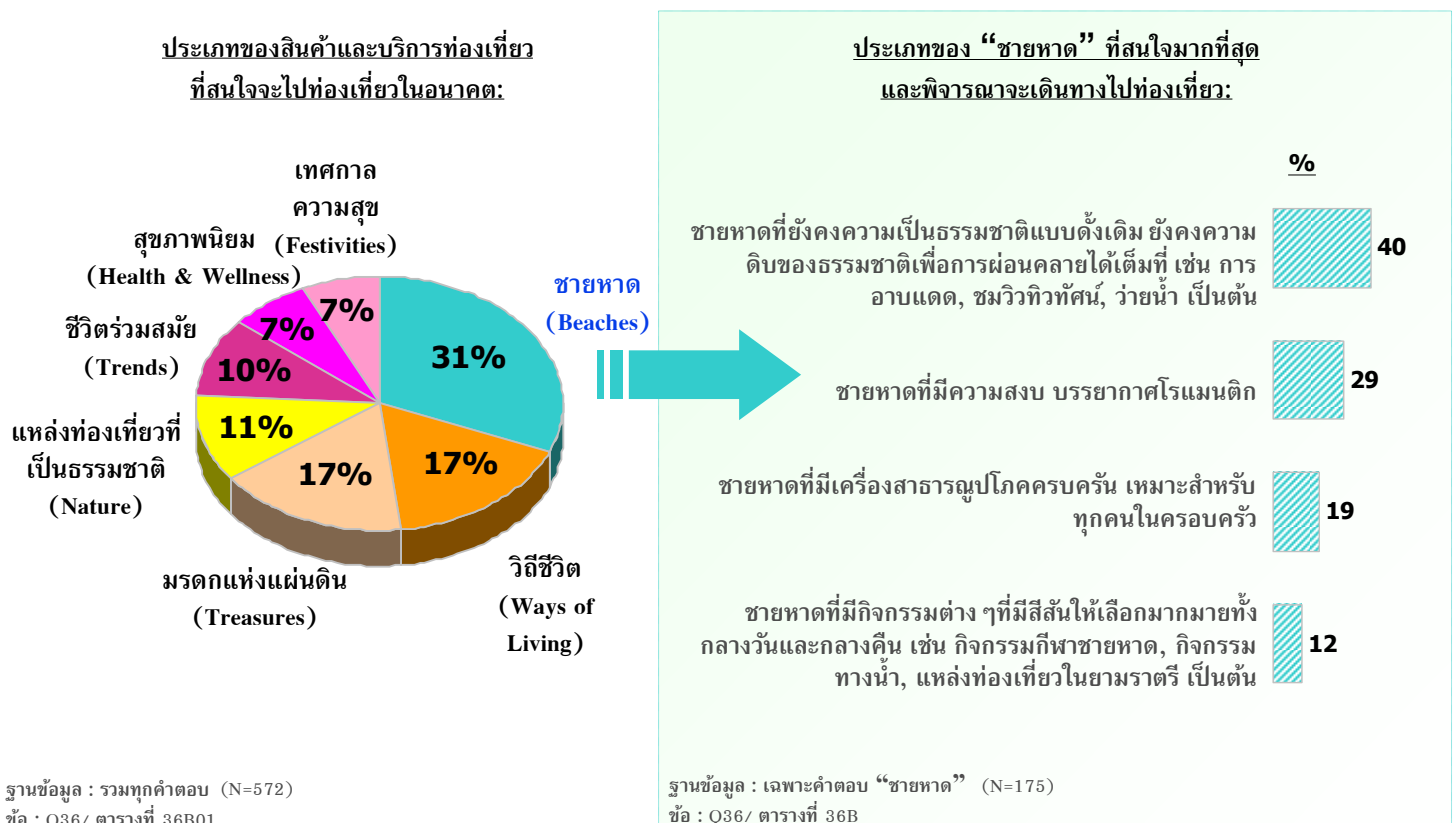 ประเภทของสินค้าและบริการท่องเที่ยว
ที่สนใจจะไปท่องเที่ยวในอนาคต:
เทศกาล
ความสุข
(Festivities)
สุขภาพนิยม
(Health & Wellness)
ชีวิตร่วมสมัย
(Trends)
แหล่งท่องเที่ยวที่
เป็นธรรมชาติ
(Nature)
มรดกแห่งแผ่นดิน
(Treasures)
วิถีชีวิต
(Ways of
Living)
ชายหาด
(Beaches)
7%
7%
10%
11%
17%
17%
31%
ฐานข้อมูล : รวมทุกคำตอบ (N=572)
ข้อ : Q36/ ตารางที่ 36B01
ประเภทของ “ชายหาด” ที่สนใจมากที่สุด
และพิจารณาจะเดินทางไปท่องเที่ยว:
%
ชายหาดที่ยังคงความเป็นธรรมชาติแบบดั้งเดิม ยังคงความ
ดิบของธรรมชาติเพื่อการผ่อนคลายได้เต็มที่ เช่น การ
อาบแดด, ชมวิวทิวทัศน์, ว่ายน้ำ เป็นต้น
40
ชายหาดที่มีความสงบ บรรยากาศโรแมนติก
29
ชายหาดที่มีเครื่องสาธารณูปโภคครบครัน เหมาะสำหรับ
ทุกคนในครอบครัว
19
ชายหาดที่มีกิจกรรมต่าง ๆที่มีสีสันให้เลือกมากมายทั้ง
กลางวันและกลางคืน เช่น กิจกรรมกีฬาชายหาด, กิจกรรม
ทางน้ำ, แหล่งท่องเที่ยวในยามราตรี เป็นต้น
12
ฐานข้อมูล : เฉพาะคำตอบ “ชายหาด” (N=175)
ข้อ : Q36/ ตารางที่ 36B